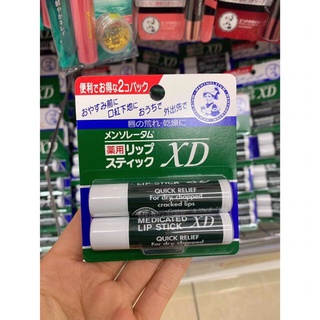 便利でお得な2コパック
おやすみ前に
口紅下地に
おうちで
外出先で
唇の荒れ・乾燥に
メンソレータム
薬用リップ
スティック XD
LIP STICK XD
QUICK RELIEF
For dry, chapped
cracked lips
MEDICATED
LIP STICK XD
QUICK RELIEF
For dry, chapped